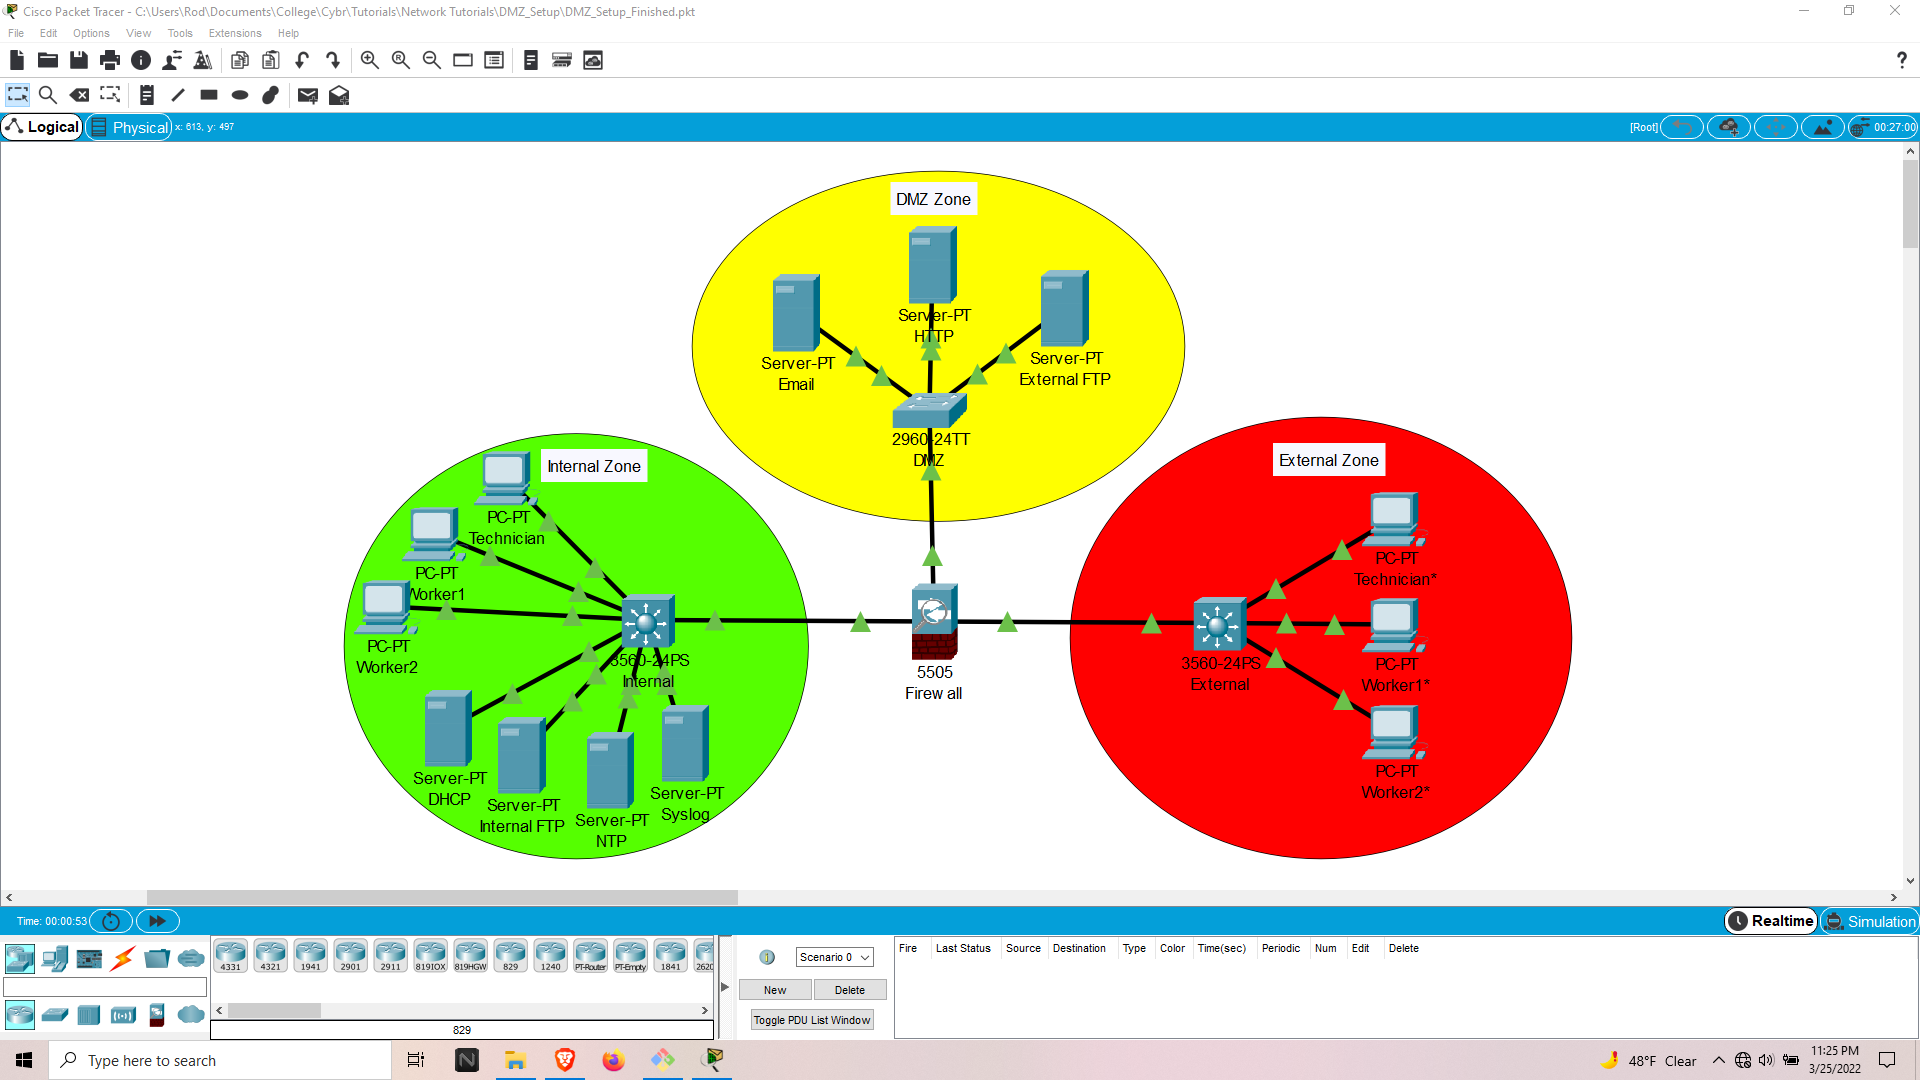 Cisco Packet Tracer - C:\Users\Rod\Documents\College\Cybr\Tutorials\Network Tutorials\DMZ_Setup\DMZ_Setup_Finished.pkt
File Edit Options View Tools Extensions Help
?
Logical Physical x: 613, y: 497 [Root] 00:27:00
DMZ Zone
Server-PT
HTTP
Server-PT
Email
Server-PT
External FTP
2960-24TT
DMZ
Internal Zone
PC-PT
Technician
PC-PT
Worker1
PC-PT
Worker2
3560-24PS
Internal
Server-PT
DHCP
Server-PT
Internal FTP
Server-PT
NTP
Server-PT
Syslog
5505
Firewall
External Zone
PC-PT
Technician*
3560-24PS
External
PC-PT
Worker1*
PC-PT
Worker2*
Time: 00:00:53 Realtime Simulation
4331 4321 1941 2901 2911 819IOX 819HGW 829 1240 PT-Router PT-Empty 1841 2620
829
Scenario 0
New Delete
Toggle PDU List Window
Fire Last Status Source Destination Type Color Time(sec) Periodic Num Edit Delete
Type here to search
N
48°F Clear
11:25 PM
3/25/2022